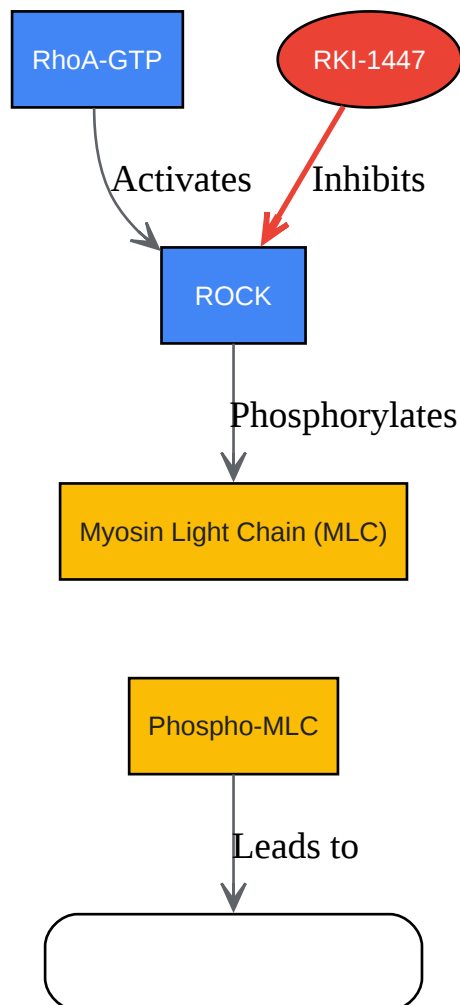 RhoA-GTP
RKI-1447
Activates
Inhibits
ROCK
Phosphorylates
Myosin Light Chain (MLC)
Phospho-MLC
Leads to